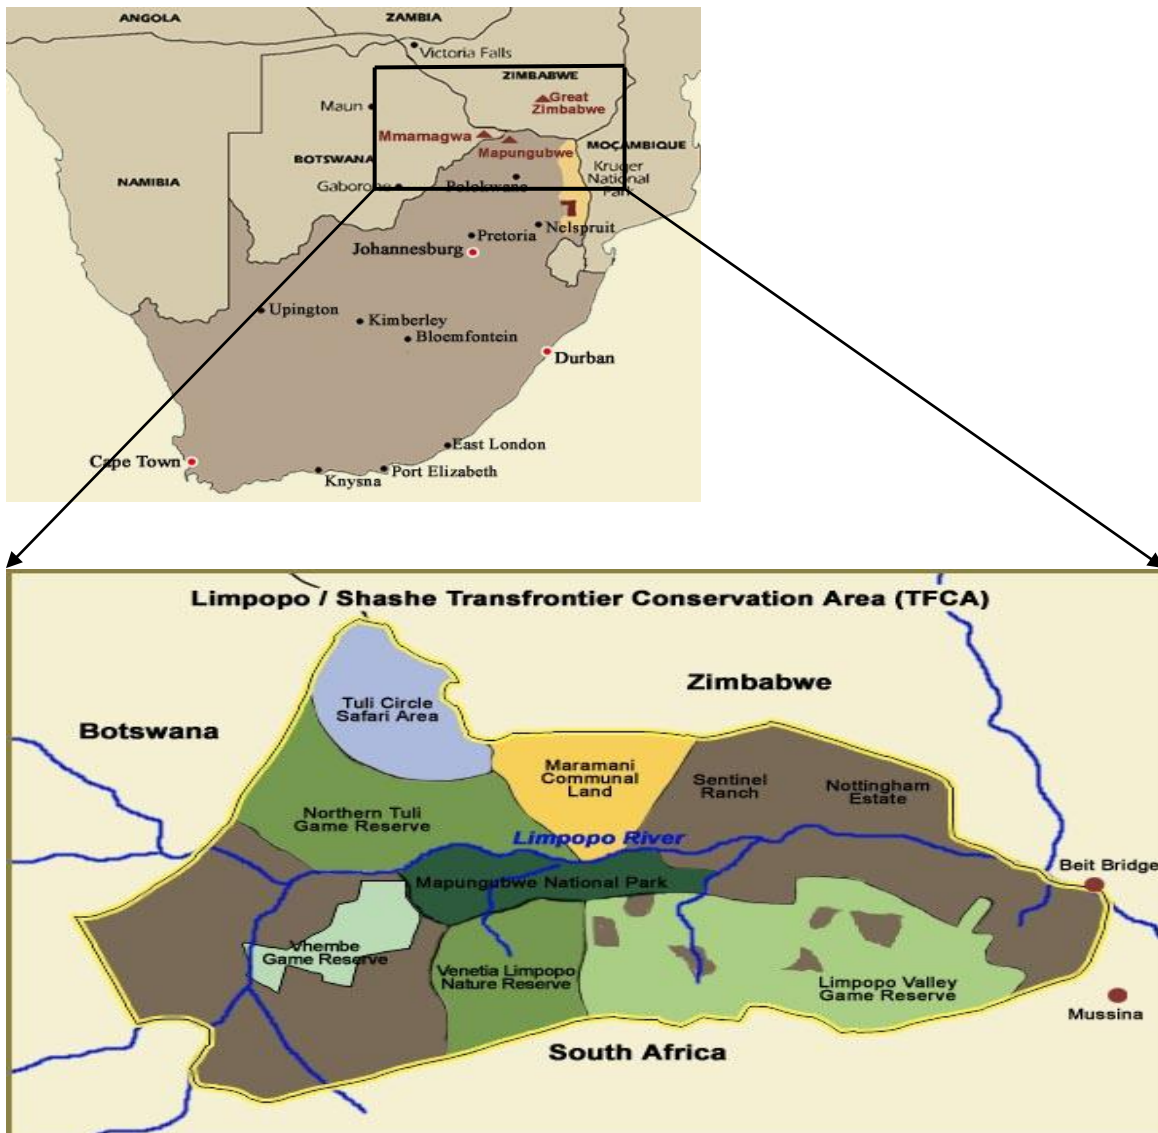 ANGOLA
ZAMBIA
Victoria Falls
ZIMBABWE
Great
Zimbabwe
Maun
Mmamagwa
MOÇAMBIQUE
Mapungubwe
BOTSWANA
Kruger
National
Park
NAMIBIA
Gaborone
Polokwane
Nelspruit
Pretoria
Johannesburg
Upington
Kimberley
Bloemfontein
Durban
East London
Cape Town
Port Elizabeth
Knysna
Limpopo / Shashe Transfrontier Conservation Area (TFCA)
Zimbabwe
Tuli Circle
Safari Area
Botswana
Maramani
Communal
Land
Sentinel
Ranch
Nottingham
Estate
Northern Tuli
Game Reserve
Limpopo River
Beit Bridge
Mapungubwe National Park
Vhembe
Game Reserve
Venetia Limpopo
Nature Reserve
Limpopo Valley
Game Reserve
Mussina
South Africa